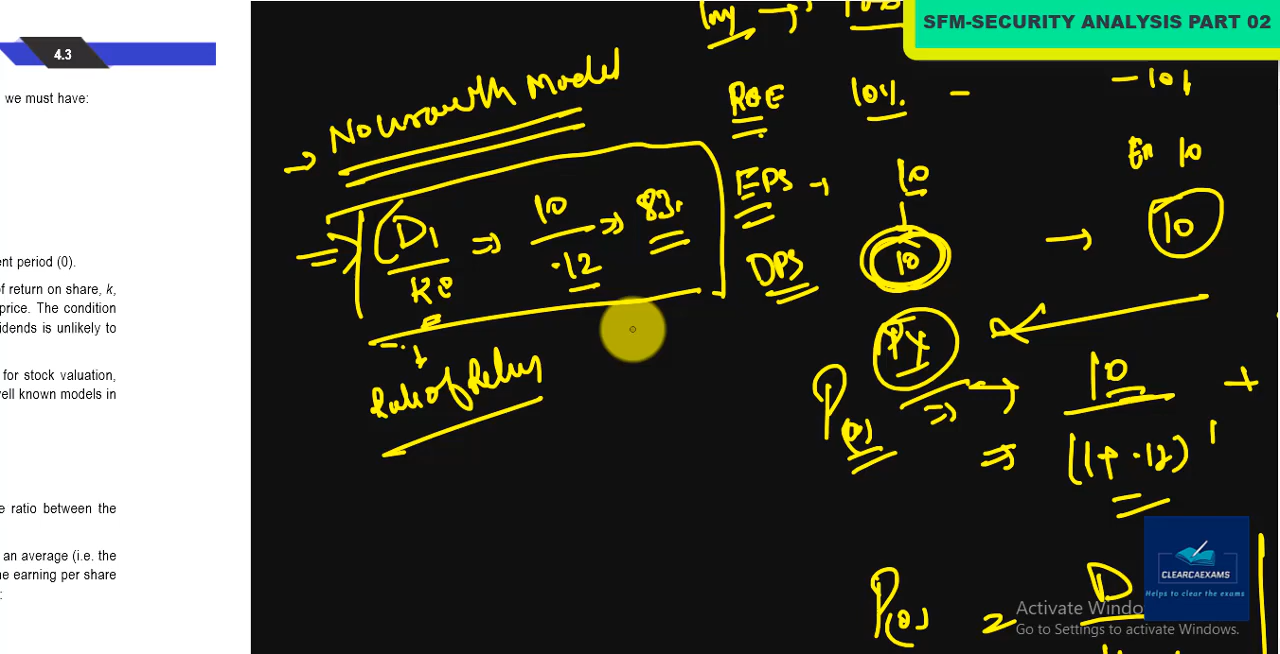 SFM-SECURITY ANALYSIS PART 02
4.3
we must have:
ent period (0).
of return on share, k,
price. The condition
idends is unlikely to
for stock valuation,
vell known models in
e ratio between the
an average (i.e. the
he earning per share
:
→ No Growth Model
⇒ D1 / Ke ⇒ 10 / .12 ⇒ 83.
Rate of Return
ROE 10%. - - 10%
EPS → 10
En 10
DPS 10 → 10
P(0) ⇒ → 10 +
⇒ (1+.12)1
P(0) = D
CLEARCAEXAMS
Helps to clear the exams
Activate Windo
Go to Settings to activate Windows.